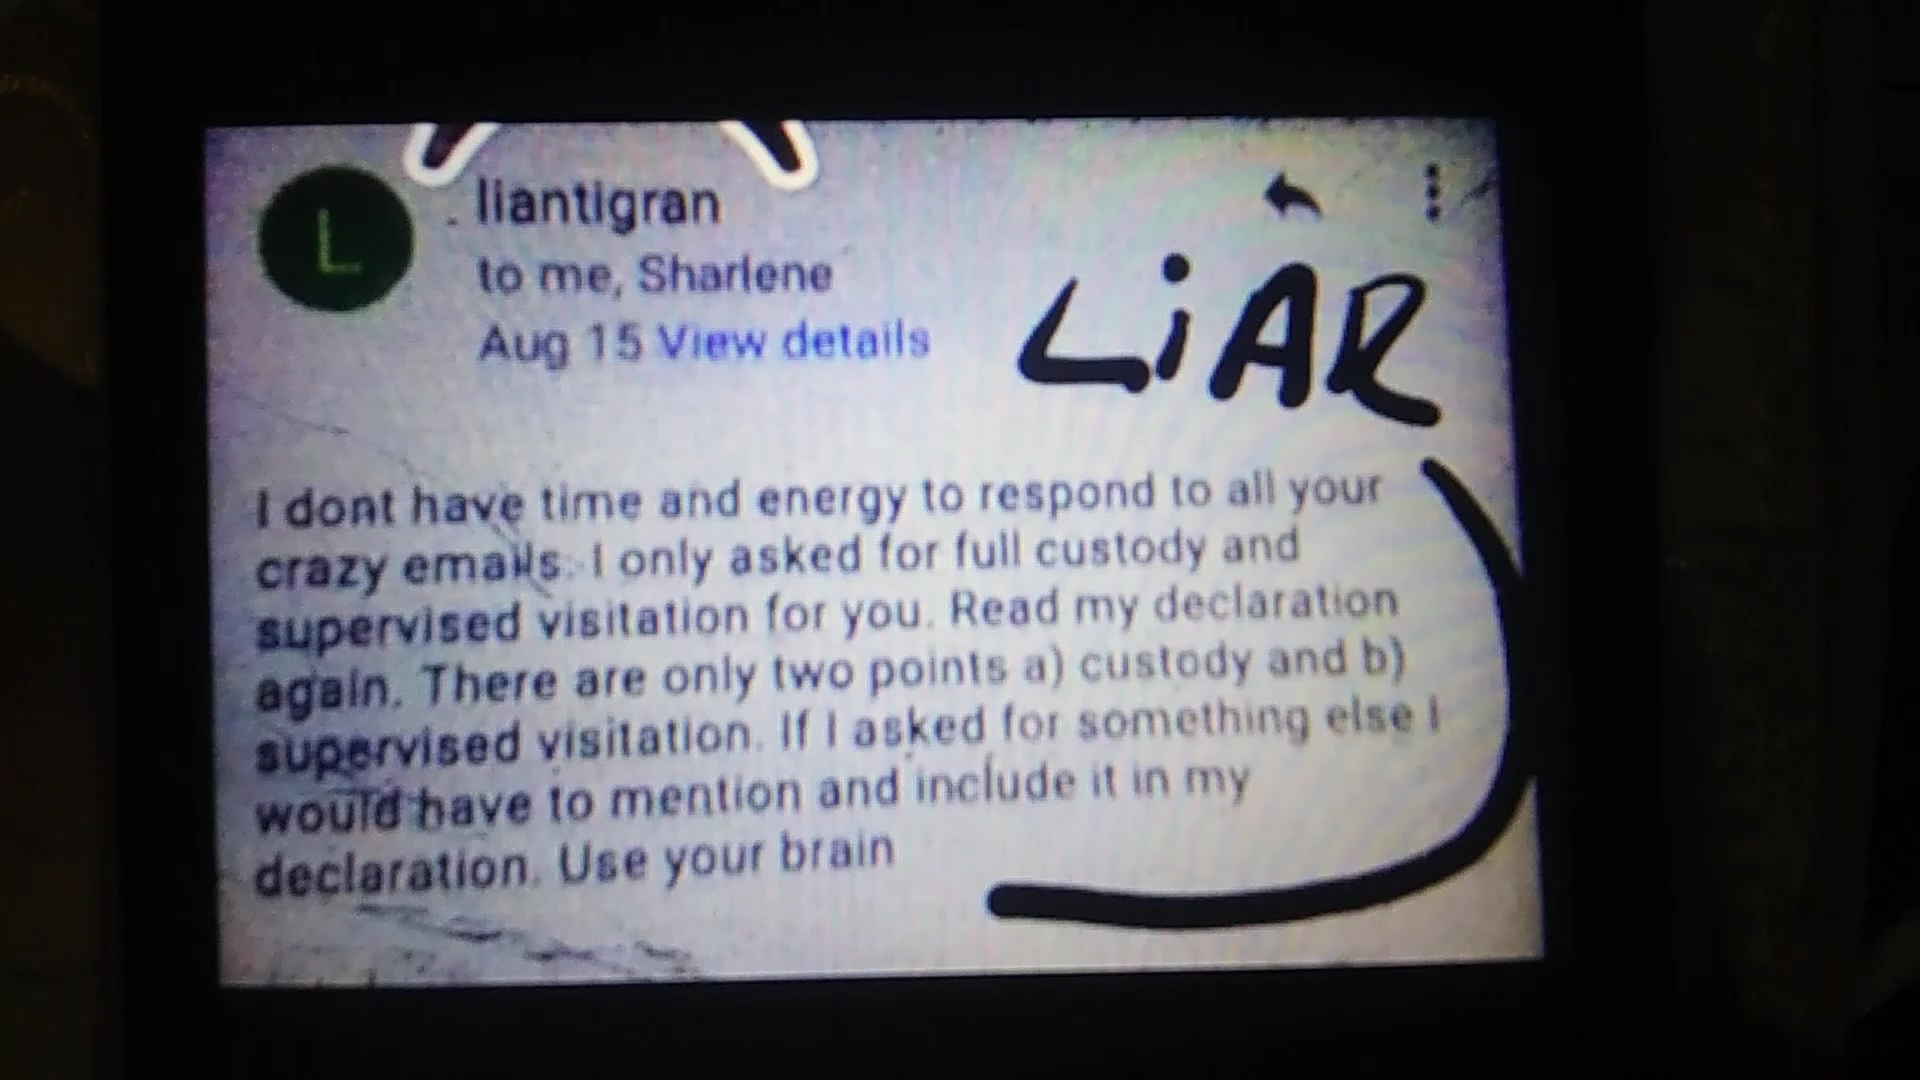 L
liantigran
to me, Sharlene
Aug 15 View details
LiAR
I dont have time and energy to respond to all your
crazy emails. I only asked for full custody and
supervised visitation for you. Read my declaration
again. There are only two points a) custody and b)
supervised visitation. If I asked for something else I
would have to mention and include it in my
declaration. Use your brain